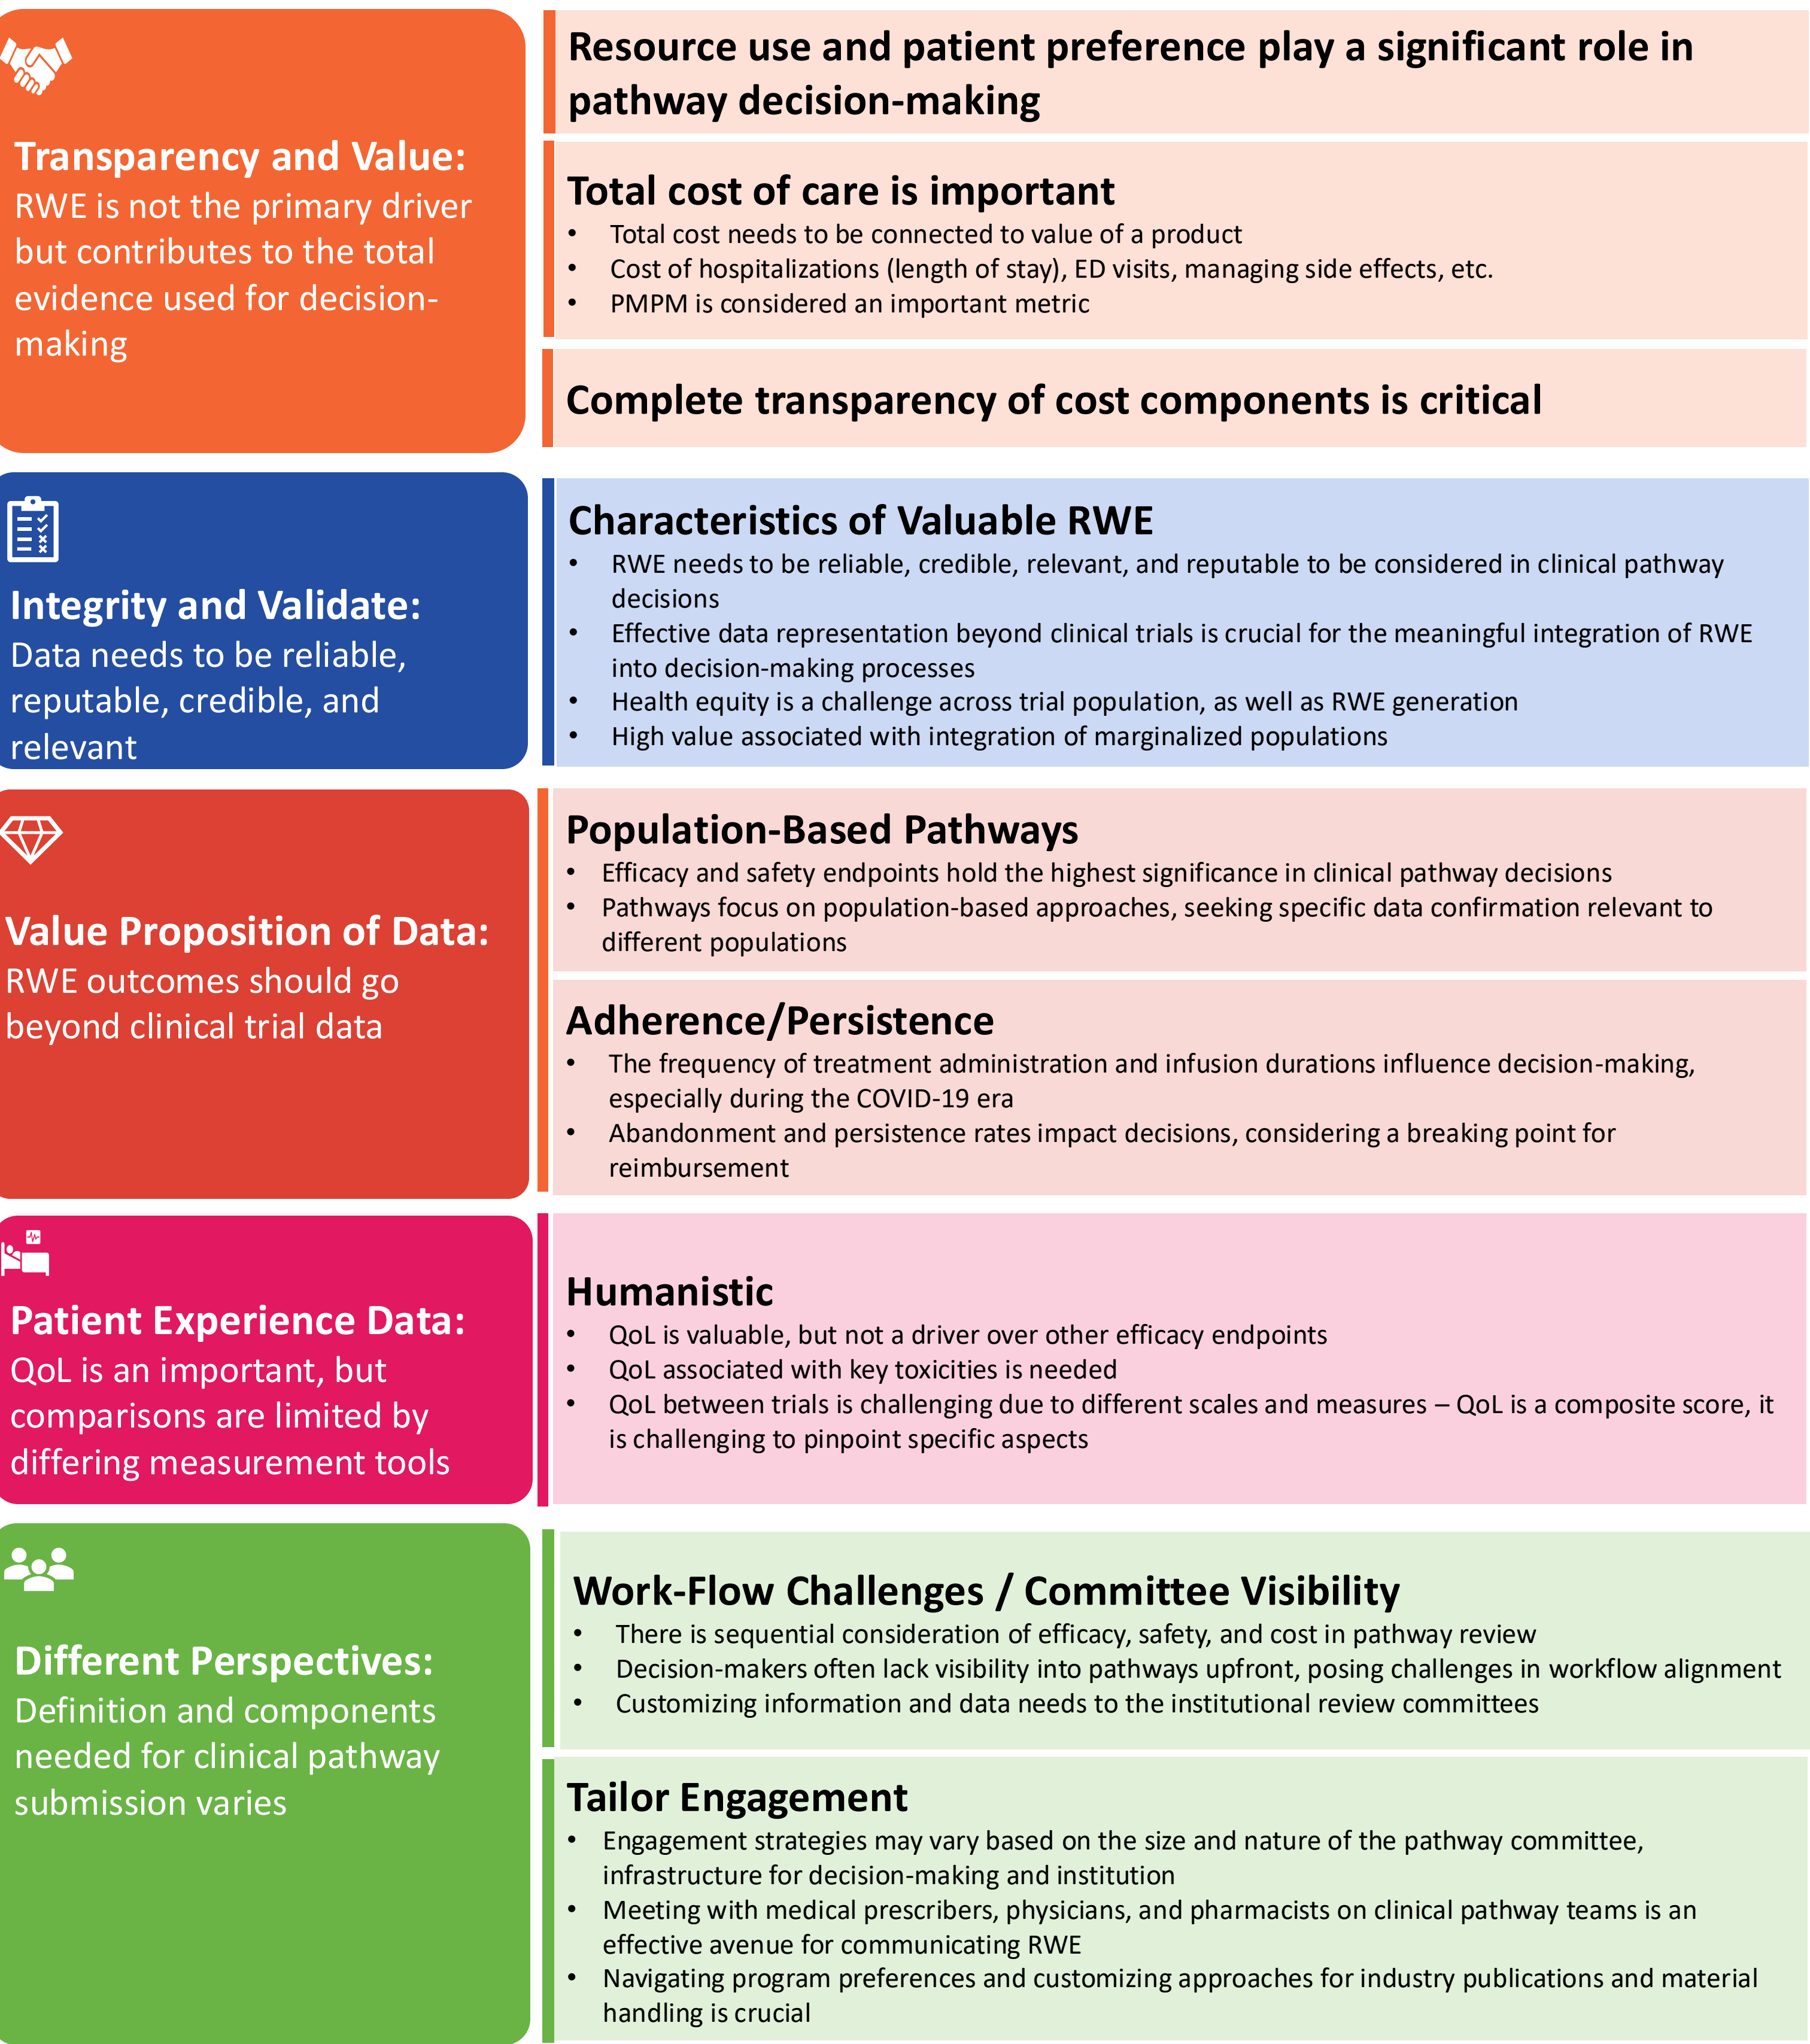 Transparency and Value:
RWE is not the primary driver
but contributes to the total
evidence used for decision-
making
Resource use and patient preference play a significant role in
pathway decision-making
Total cost of care is important
• Total cost needs to be connected to value of a product
• Cost of hospitalizations (length of stay), ED visits, managing side effects, etc.
• PMPM is considered an important metric
Complete transparency of cost components is critical
Integrity and Validate:
Data needs to be reliable,
reputable, credible, and
relevant
Characteristics of Valuable RWE
• RWE needs to be reliable, credible, relevant, and reputable to be considered in clinical pathway
decisions
• Effective data representation beyond clinical trials is crucial for the meaningful integration of RWE
into decision-making processes
• Health equity is a challenge across trial population, as well as RWE generation
• High value associated with integration of marginalized populations
Value Proposition of Data:
RWE outcomes should go
beyond clinical trial data
Population-Based Pathways
• Efficacy and safety endpoints hold the highest significance in clinical pathway decisions
• Pathways focus on population-based approaches, seeking specific data confirmation relevant to
different populations
Adherence/Persistence
• The frequency of treatment administration and infusion durations influence decision-making,
especially during the COVID-19 era
• Abandonment and persistence rates impact decisions, considering a breaking point for
reimbursement
Patient Experience Data:
QoL is an important, but
comparisons are limited by
differing measurement tools
Humanistic
• QoL is valuable, but not a driver over other efficacy endpoints
• QoL associated with key toxicities is needed
• QoL between trials is challenging due to different scales and measures – QoL is a composite score, it
is challenging to pinpoint specific aspects
Different Perspectives:
Definition and components
needed for clinical pathway
submission varies
Work-Flow Challenges / Committee Visibility
• There is sequential consideration of efficacy, safety, and cost in pathway review
• Decision-makers often lack visibility into pathways upfront, posing challenges in workflow alignment
• Customizing information and data needs to the institutional review committees
Tailor Engagement
• Engagement strategies may vary based on the size and nature of the pathway committee,
infrastructure for decision-making and institution
• Meeting with medical prescribers, physicians, and pharmacists on clinical pathway teams is an
effective avenue for communicating RWE
• Navigating program preferences and customizing approaches for industry publications and material
handling is crucial